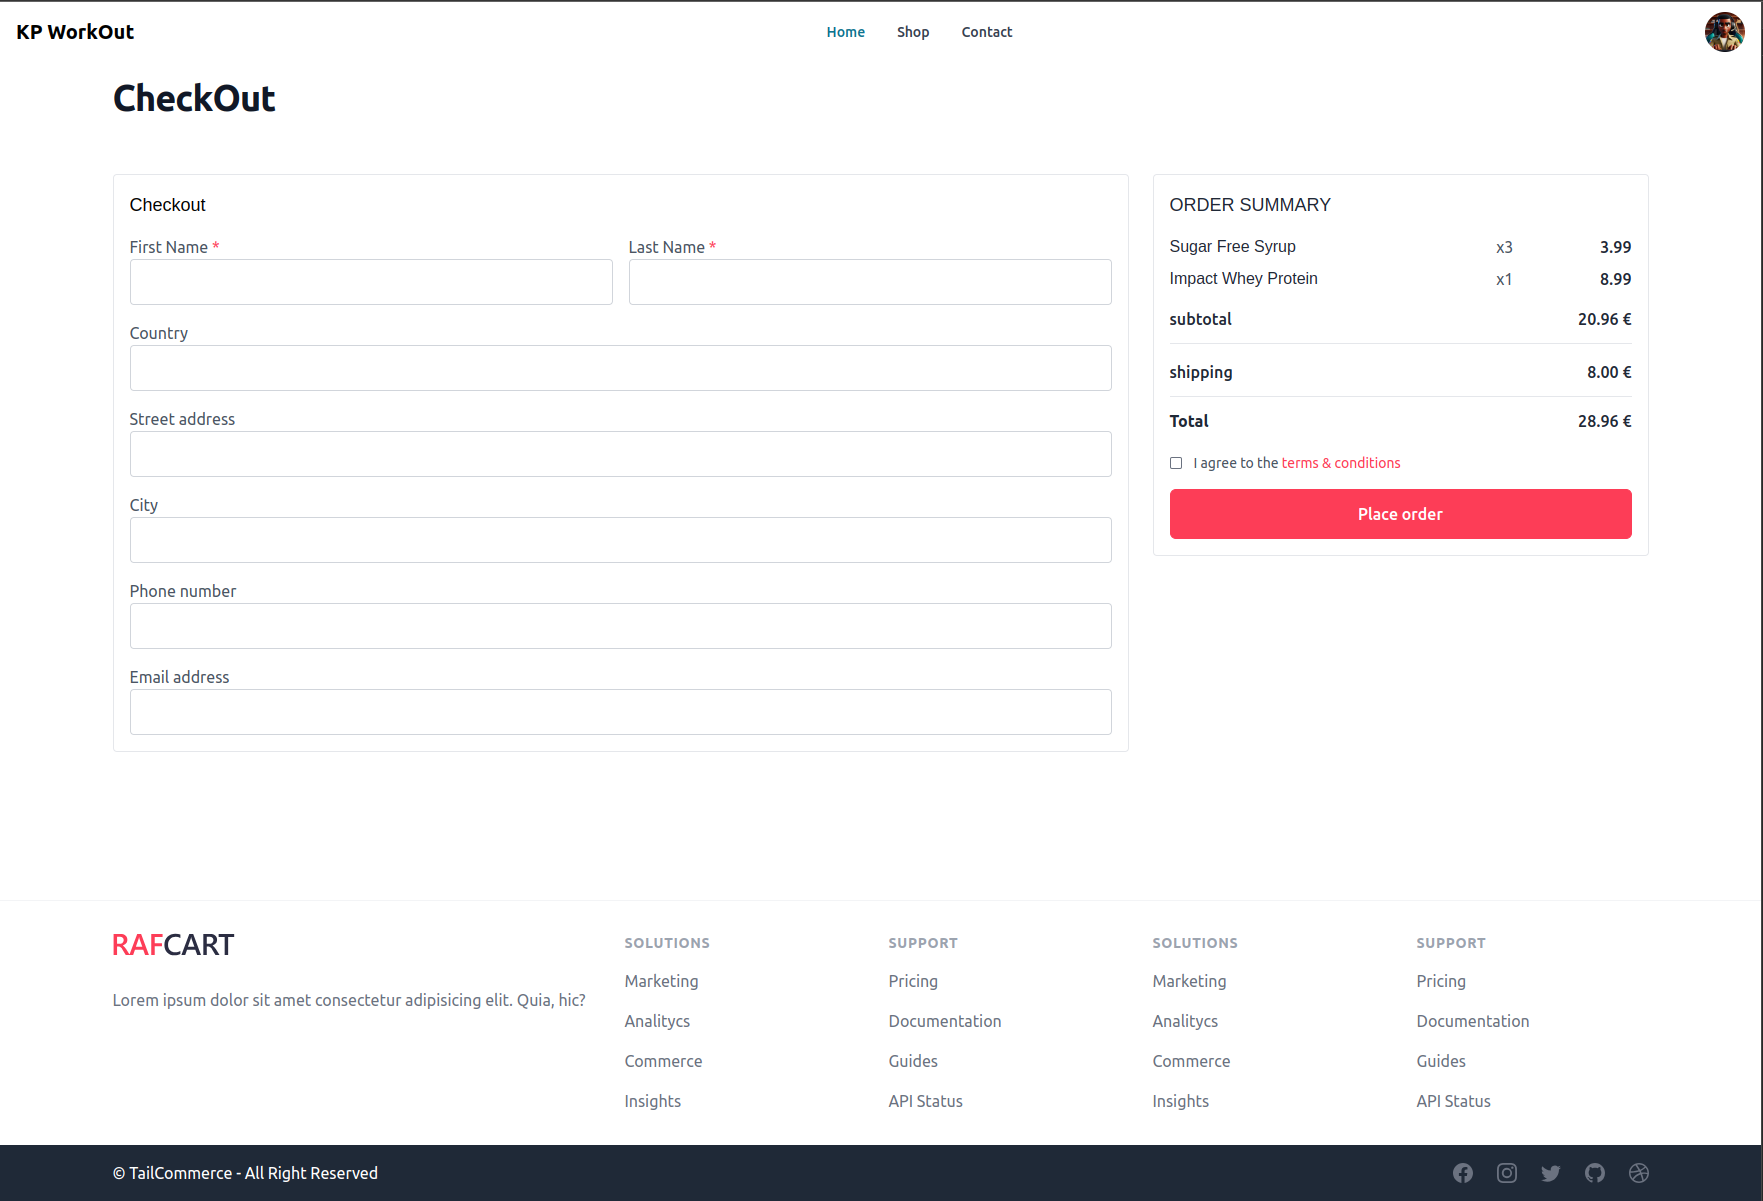 KP WorkOut
Home Shop Contact
CheckOut
Checkout
First Name * Last Name *
Country
Street address
City
Phone number
Email address
ORDER SUMMARY
Sugar Free Syrup x3 3.99
Impact Whey Protein x1 8.99
subtotal 20.96 €
shipping 8.00 €
Total 28.96 €
I agree to the terms & conditions
Place order
RAFCART
Lorem ipsum dolor sit amet consectetur adipisicing elit. Quia, hic?
SOLUTIONS
Marketing
Analitycs
Commerce
Insights
SUPPORT
Pricing
Documentation
Guides
API Status
SOLUTIONS
Marketing
Analitycs
Commerce
Insights
SUPPORT
Pricing
Documentation
Guides
API Status
© TailCommerce - All Right Reserved